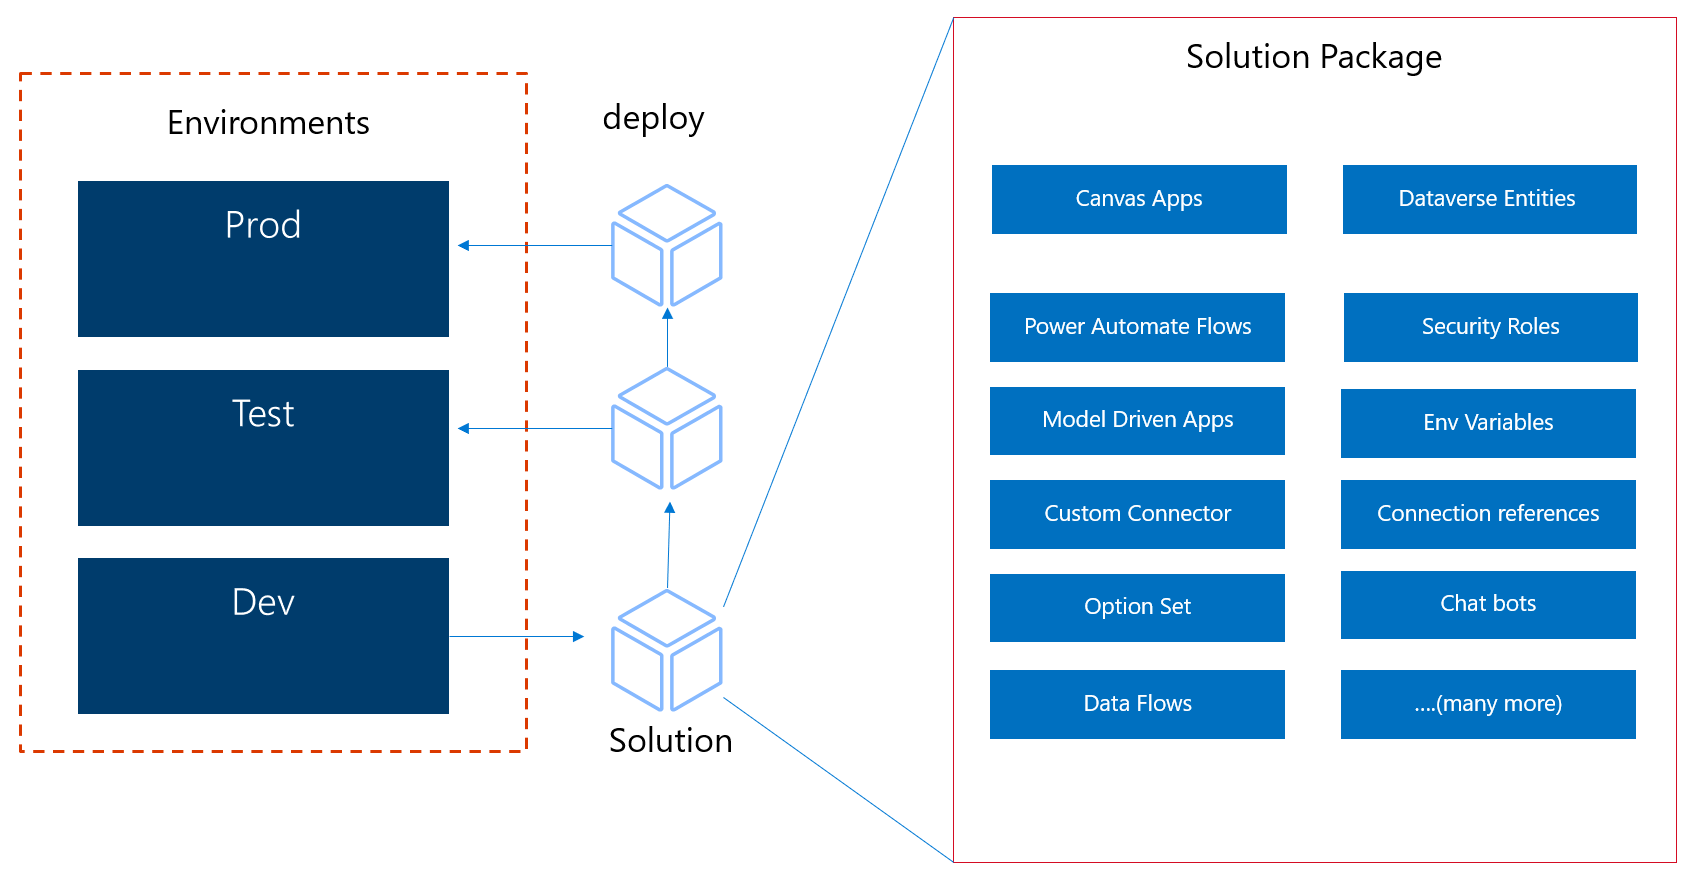 Environments
Prod
Test
Dev
deploy
Solution
Solution Package
Canvas Apps
Dataverse Entities
Power Automate Flows
Security Roles
Model Driven Apps
Env Variables
Custom Connector
Connection references
Option Set
Chat bots
Data Flows
....(many more)